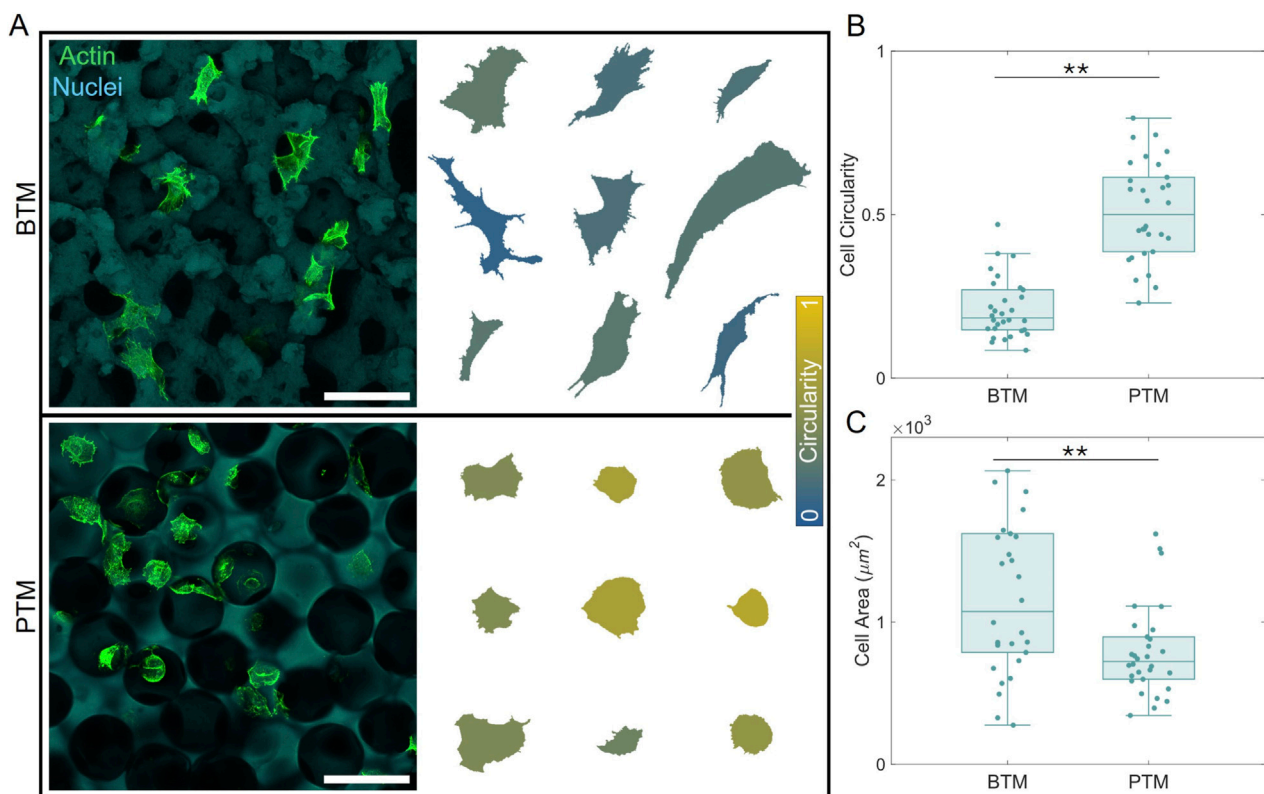 A
Actin
Nuclei
BTM
PTM
0 Circularity 1
B
Cell Circularity
1
0.5
0
**
BTM
PTM
C
×10³
Cell Area (μm²)
2
1
0
**
BTM
PTM